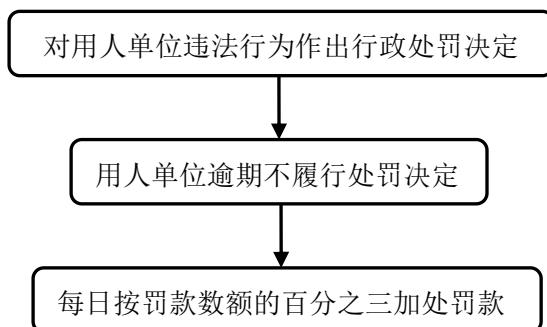 对用人单位违法行为作出行政处罚决定
用人单位逾期不履行处罚决定
每日按罚款数额的百分之三加处罚款